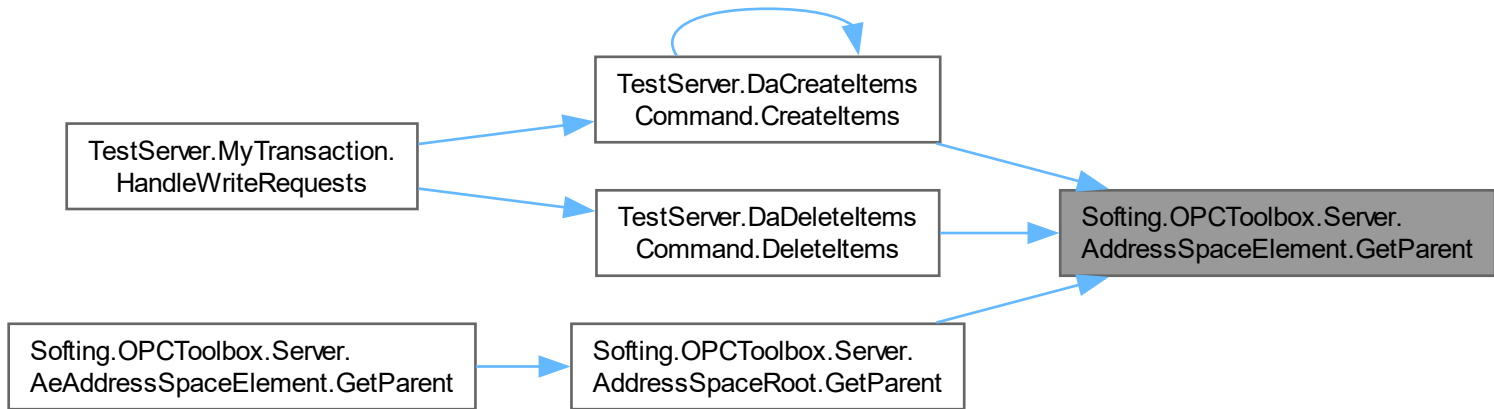 TestServer.DaCreateItems
Command.CreateItems
TestServer.MyTransaction.
HandleWriteRequests
TestServer.DaDeleteItems
Command.DeleteItems
Softing.OPCToolbox.Server.
AddressSpaceElement.GetParent
Softing.OPCToolbox.Server.
AeAddressSpaceElement.GetParent
Softing.OPCToolbox.Server.
AddressSpaceRoot.GetParent